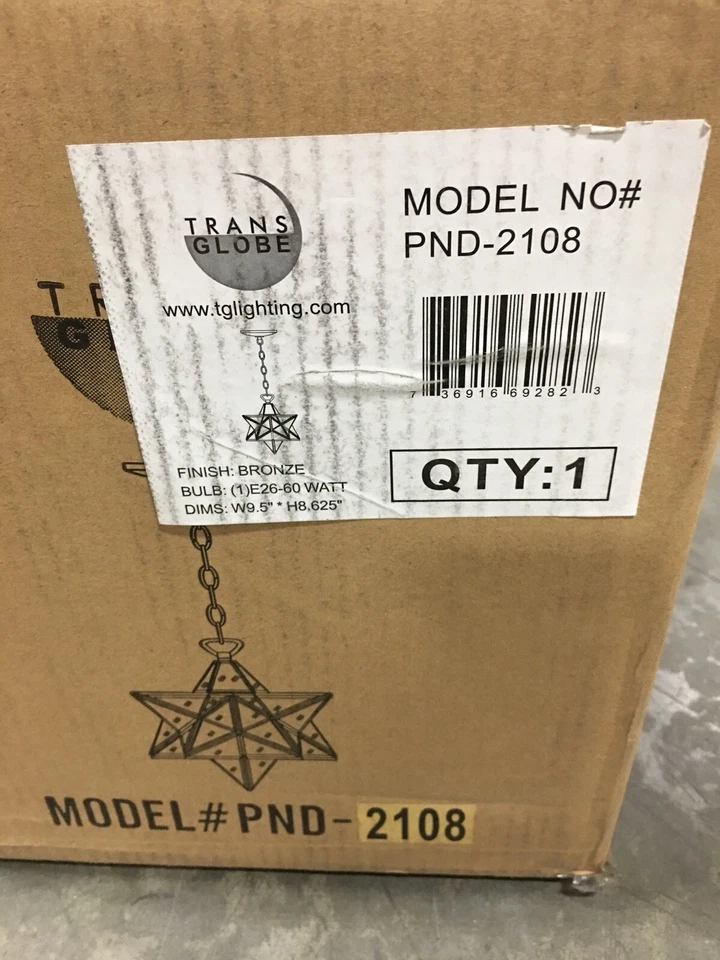 TRANS
GLOBE
www.tglighting.com
MODEL NO#
PND-2108
7 36916 69282 3
FINISH: BRONZE
BULB: (1)E26-60 WATT
DIMS: W9.5" * H8.625"
QTY:1
T R
G
MODEL# PND-2108